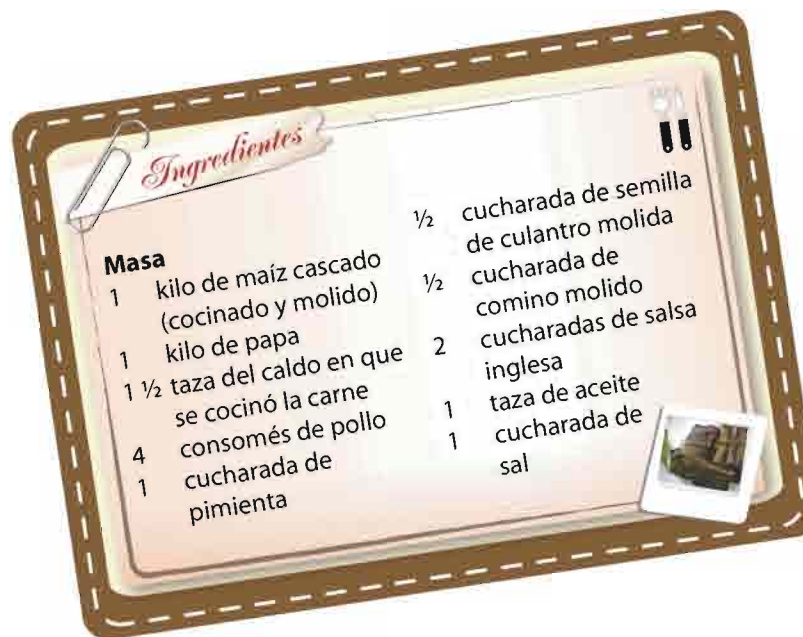 Ingredientes
Masa
1 kilo de maíz cascado
(cocinado y molido)
1 kilo de papa
1 ½ taza del caldo en que
se cocinó la carne
4 consomés de pollo
1 cucharada de
pimienta
½ cucharada de semilla
de culantro molida
½ cucharada de
comino molido
2 cucharadas de salsa
inglesa
1 taza de aceite
1 cucharada de
sal